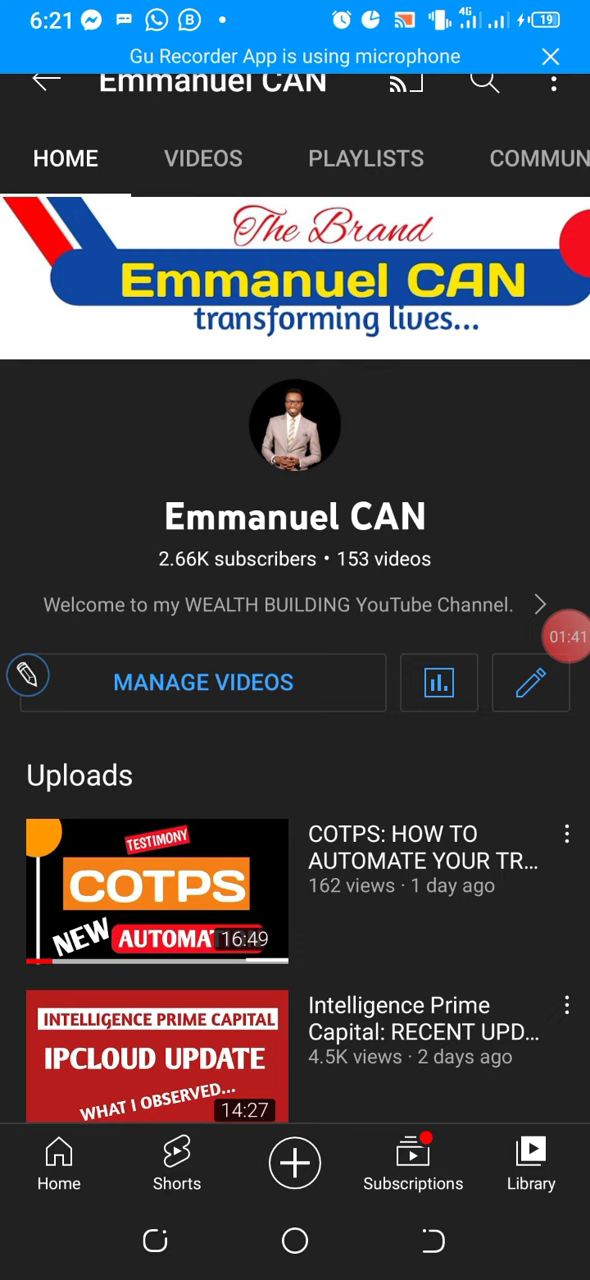 6:21
4G
19
Gu Recorder App is using microphone
Emmanuel CAN
HOME VIDEOS PLAYLISTS COMMUN
The Brand
Emmanuel CAN
transforming lives...
Emmanuel CAN
2.66K subscribers • 153 videos
Welcome to my WEALTH BUILDING YouTube Channel.
01:41
MANAGE VIDEOS
Uploads
TESTIMONY
COTPS
NEW AUTOMA
16:49
COTPS: HOW TO
AUTOMATE YOUR TR...
162 views · 1 day ago
INTELLIGENCE PRIME CAPITAL
IPCLOUD UPDATE
WHAT I OBSERVED...
14:27
Intelligence Prime
Capital: RECENT UPD...
4.5K views · 2 days ago
Home Shorts Subscriptions Library